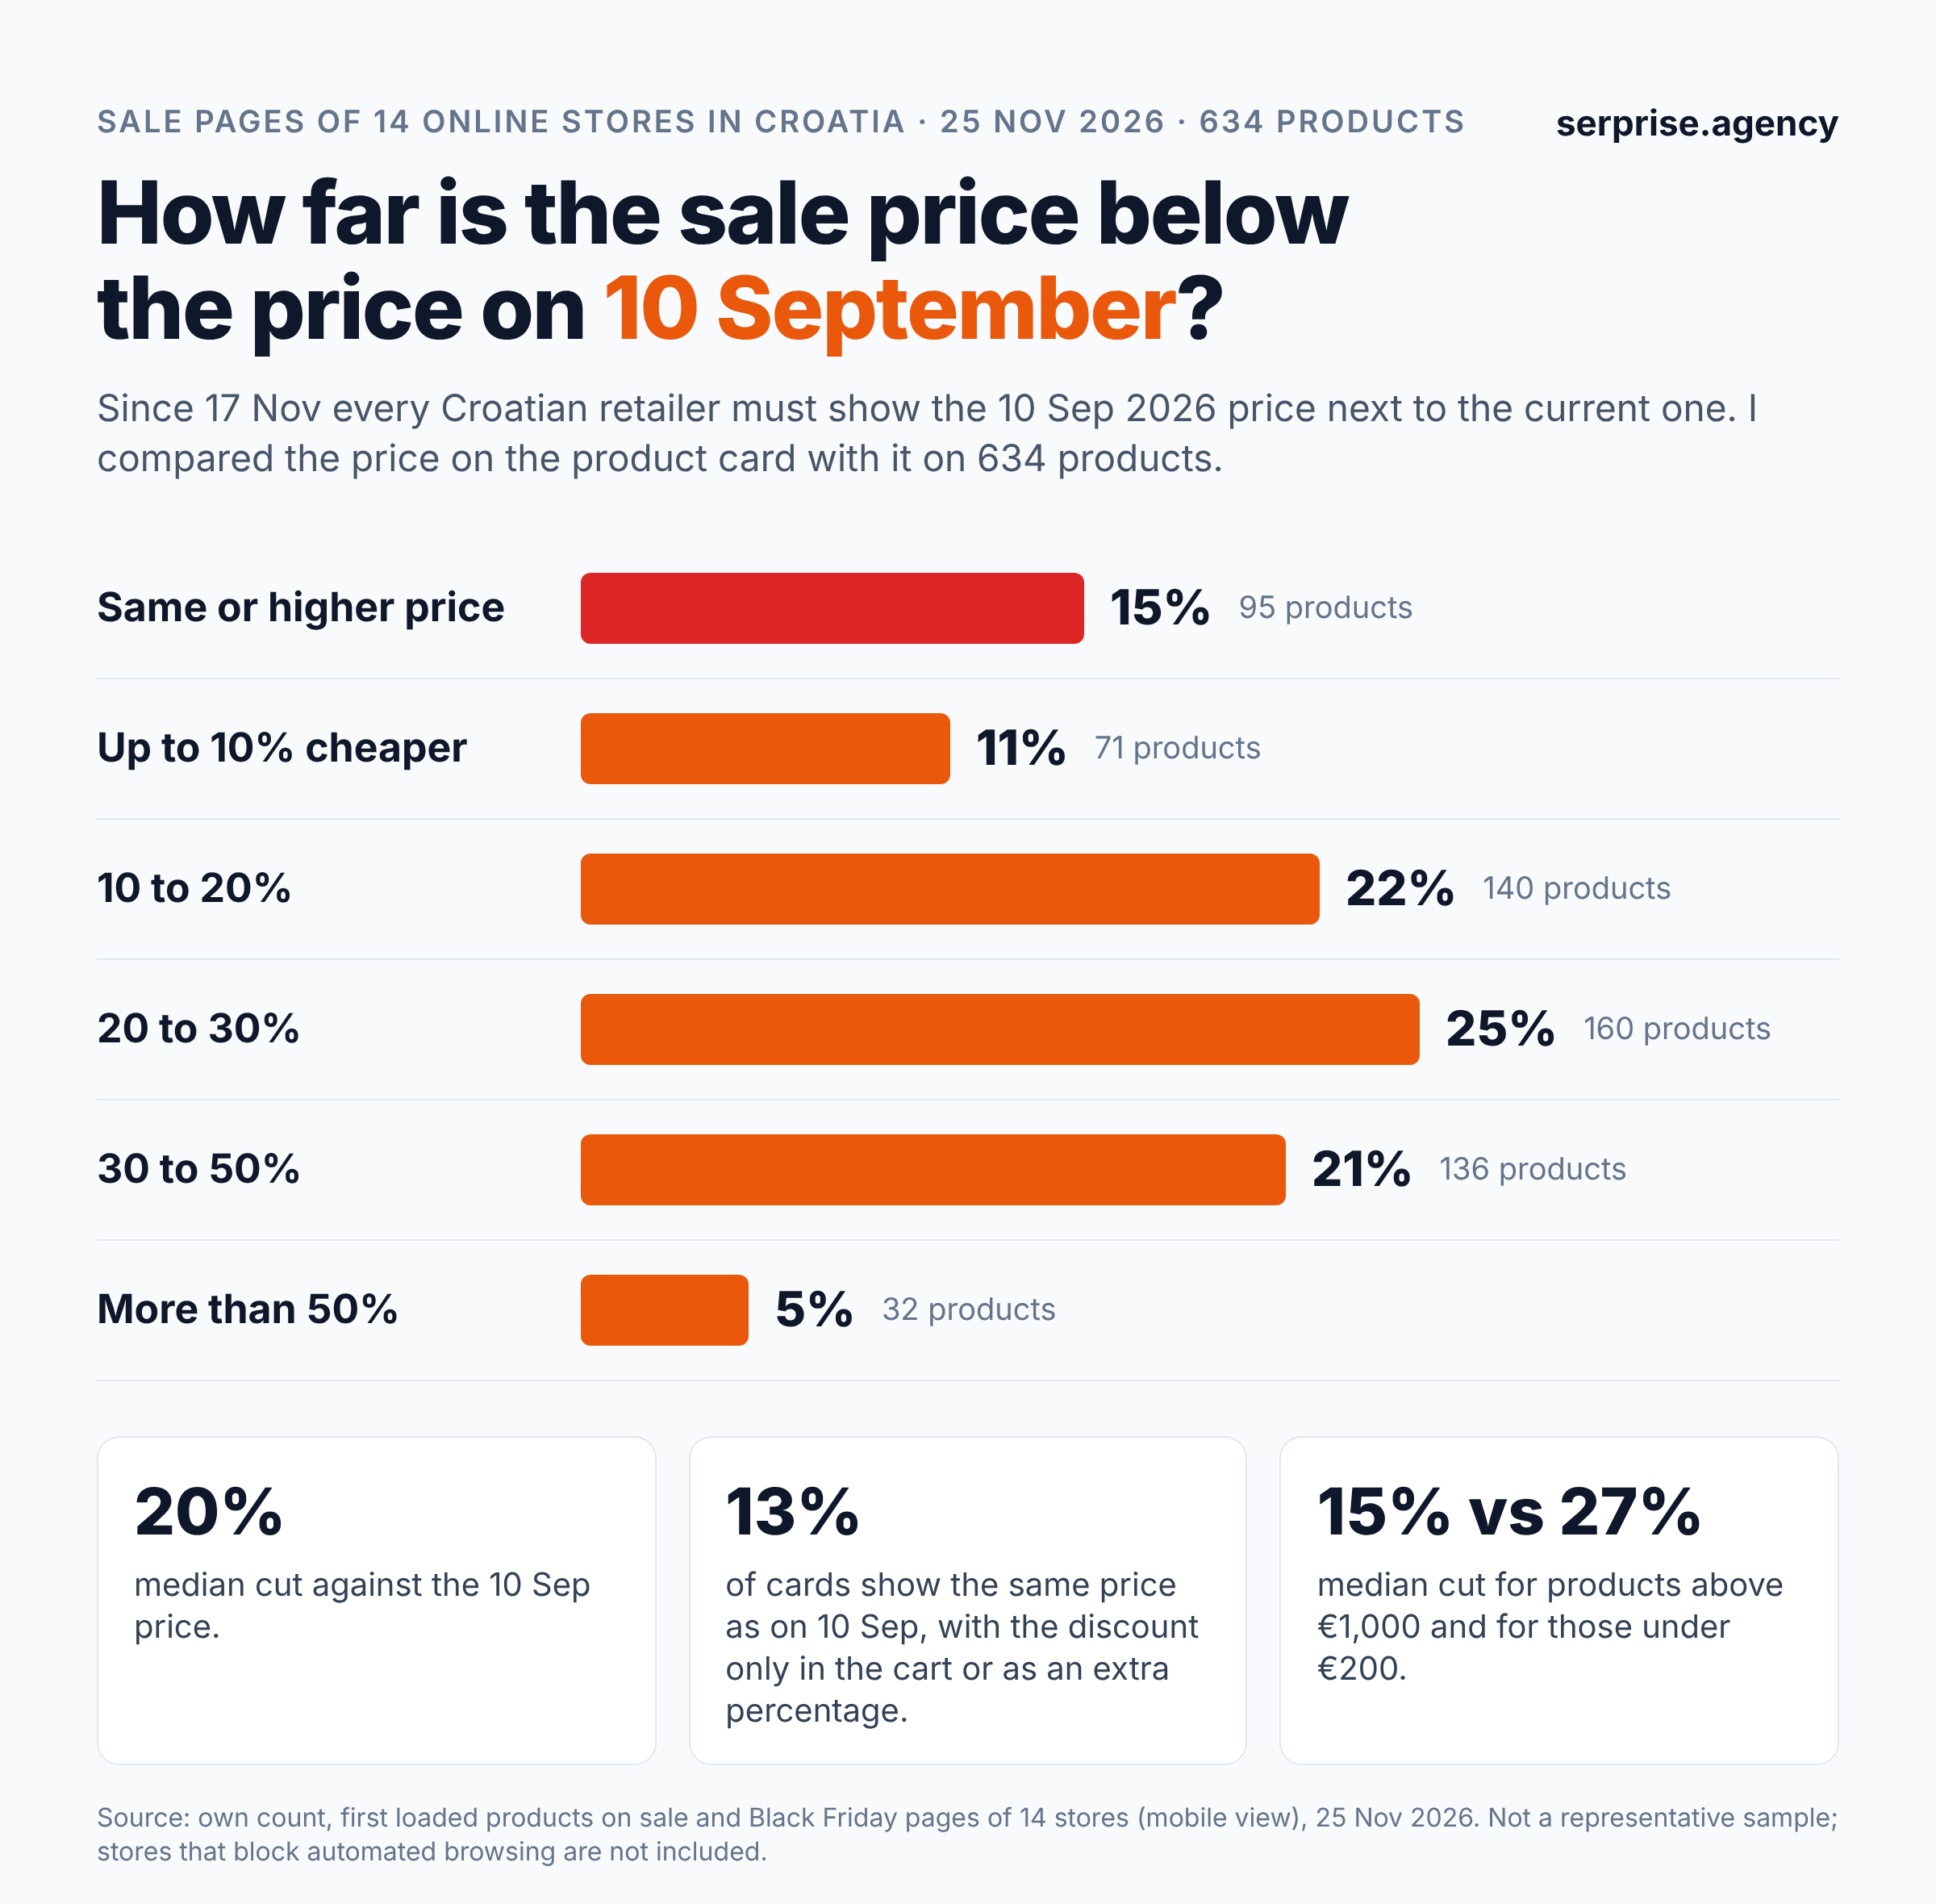 SALE PAGES OF 14 ONLINE STORES IN CROATIA · 25 NOV 2026 · 634 PRODUCTS
serprise.agency
How far is the sale price below
the price on 10 September?
Since 17 Nov every Croatian retailer must show the 10 Sep 2026 price next to the current one. I
compared the price on the product card with it on 634 products.
Same or higher price 15% 95 products
Up to 10% cheaper 11% 71 products
10 to 20% 22% 140 products
20 to 30% 25% 160 products
30 to 50% 21% 136 products
More than 50% 5% 32 products
20%
median cut against the 10 Sep
price.
13%
of cards show the same price
as on 10 Sep, with the discount
only in the cart or as an extra
percentage.
15% vs 27%
median cut for products above
€1,000 and for those under
€200.
Source: own count, first loaded products on sale and Black Friday pages of 14 stores (mobile view), 25 Nov 2026. Not a representative sample;
stores that block automated browsing are not included.